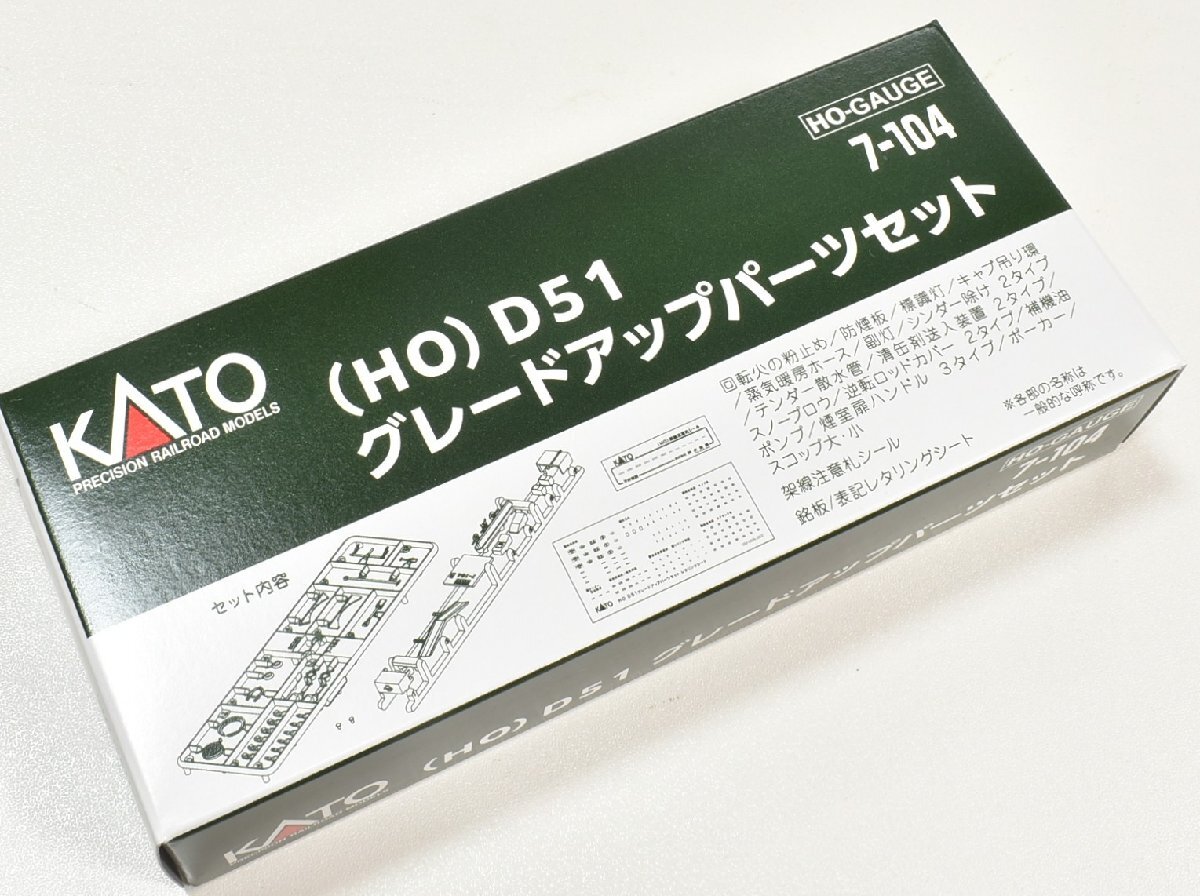 HO-GAUGE
7-104
KATO
PRECISION RAILROAD MODELS
(HO) D51
グレードアップパーツセット
回転火の粉止め/防煙板/標識灯/キャブ吊り環
/蒸気暖房ホース/副灯/シンダー除け 2タイプ
/テンダー散水管/清缶剤送入装置 2タイプ/
スノープロウ/逆転ロッドカバー 2タイプ/補機油
ポンプ/煙室扉ハンドル 3タイプ/ポーカー/
スコップ大・小
架線注意札シール
銘板/表記レタリングシート
※各部の名称は
一般的な呼称です。
セット内容
KATO
KATO
HO-GAUGE
7-104
KATO
PRECISION RAILROAD MODELS
(HO) D51 グレードアップパーツセット